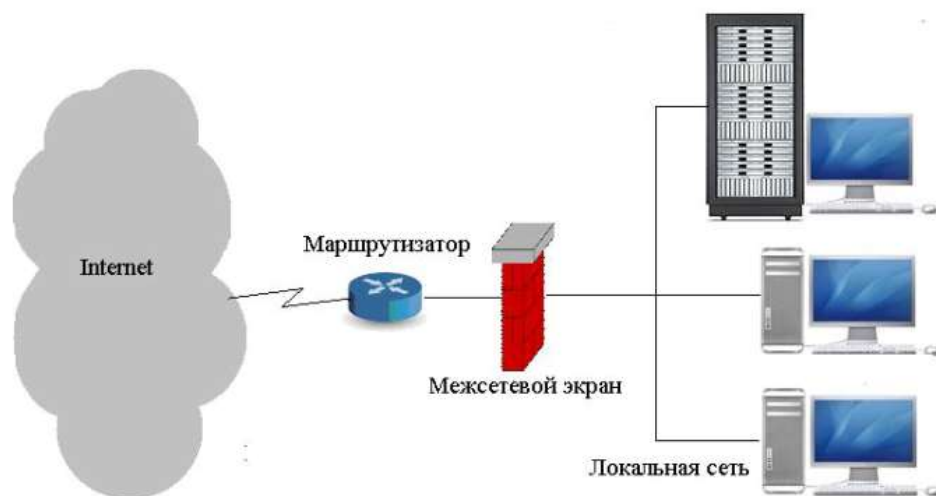 Internet
Маршрутизатор
Межсетевой экран
Локальная сеть